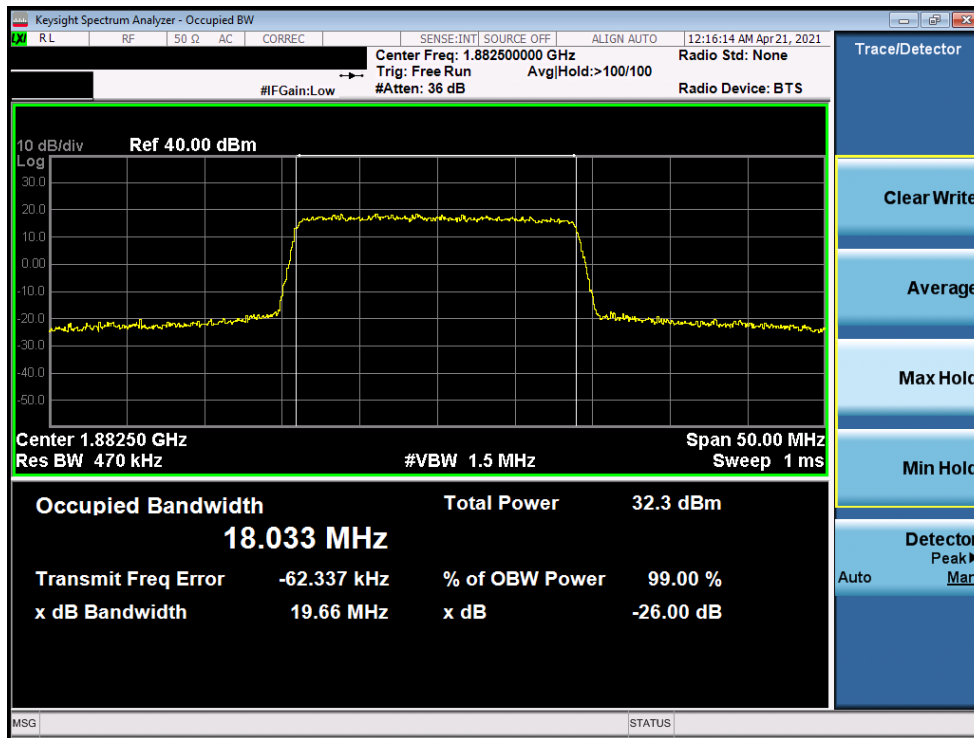 Keysight Spectrum Analyzer - Occupied BW
LXI RL RF 50 Ω AC CORREC SENSE:INT SOURCE OFF ALIGN AUTO 12:16:14 AM Apr 21, 2021
Center Freq: 1.882500000 GHz Radio Std: None
Trig: Free Run Avg|Hold:>100/100
#IFGain:Low #Atten: 36 dB Radio Device: BTS
Trace/Detector
10 dB/div Ref 40.00 dBm
Log
30.0
20.0
10.0
0.00
-10.0
-20.0
-30.0
-40.0
-50.0
Center 1.88250 GHz Span 50.00 MHz
Res BW 470 kHz #VBW 1.5 MHz Sweep 1 ms
Occupied Bandwidth Total Power 32.3 dBm
18.033 MHz
Transmit Freq Error -62.337 kHz % of OBW Power 99.00 %
x dB Bandwidth 19.66 MHz x dB -26.00 dB
Clear Write
Average
Max Hold
Min Hold
Detector
Peak▶
Auto Man
MSG STATUS